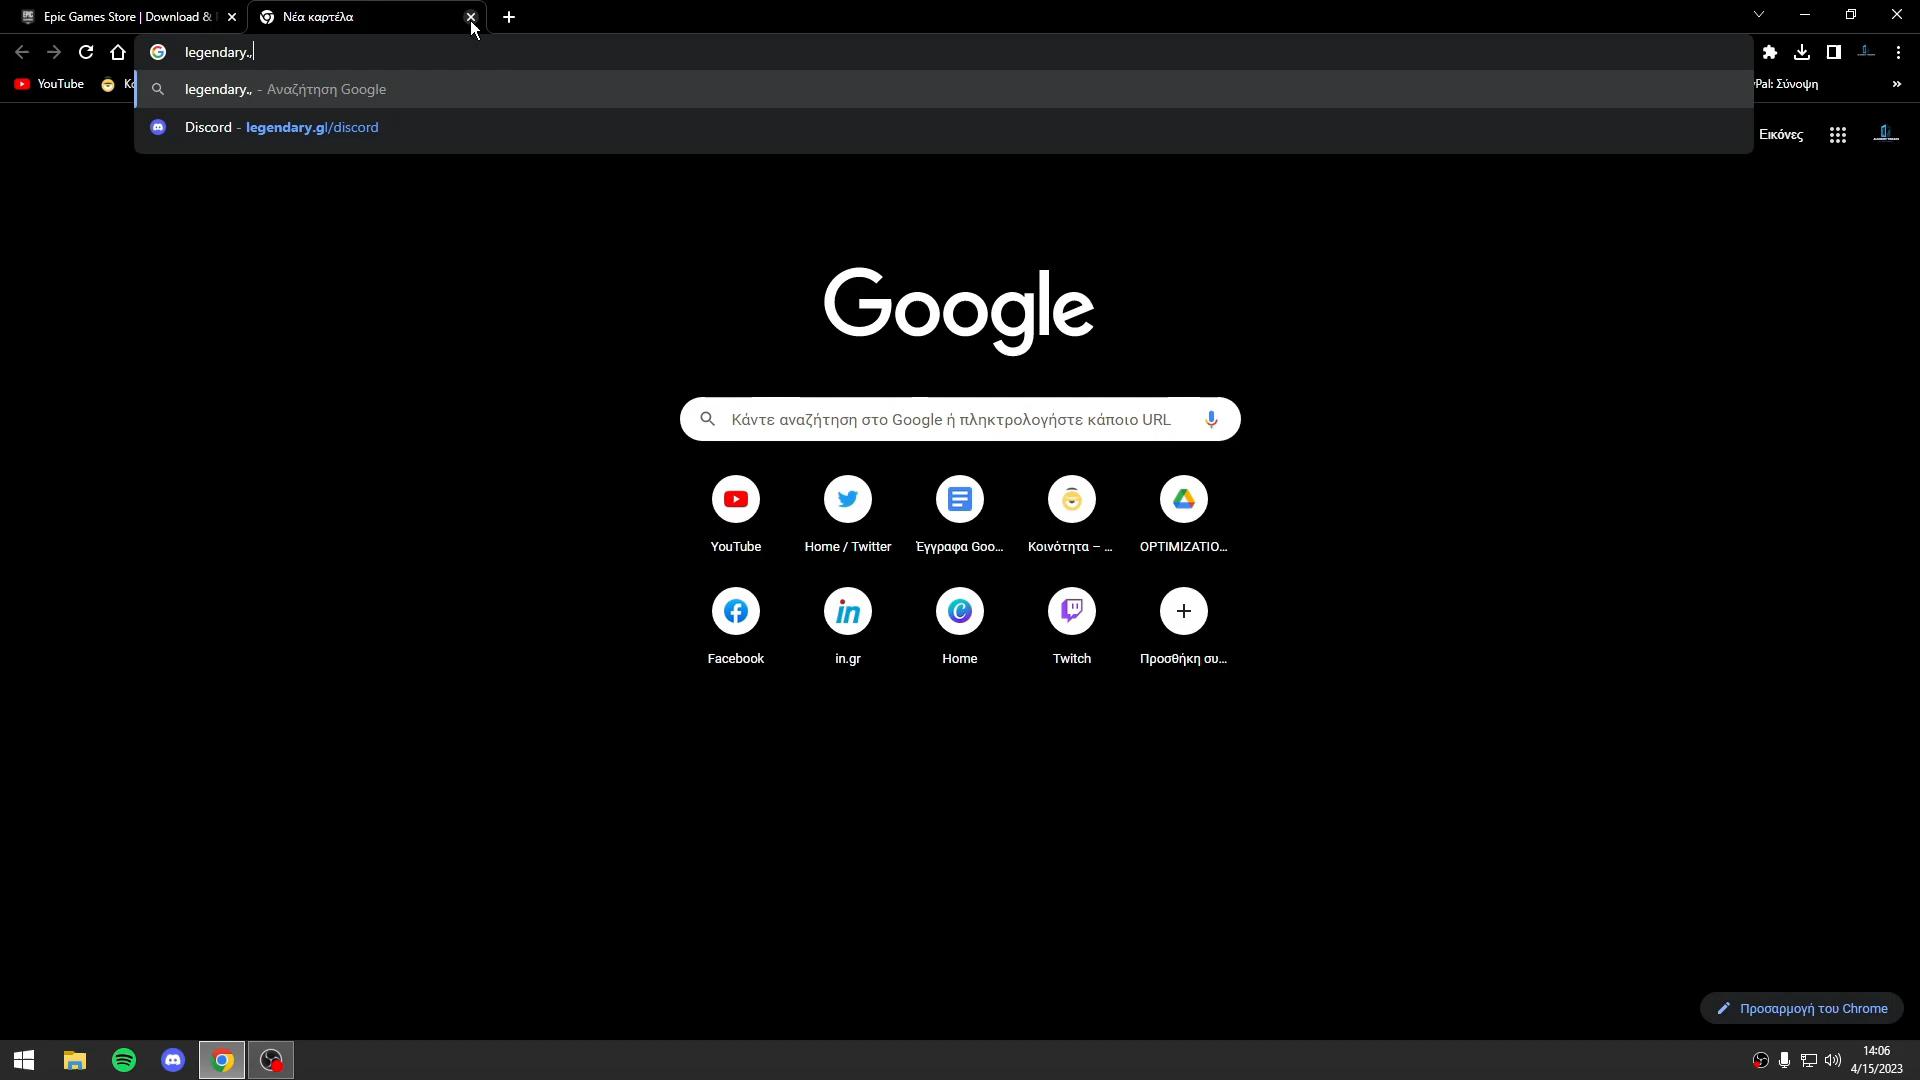 Epic Games Store | Download &
Νέα καρτέλα
legendary.,
YouTube
legendary., - Αναζήτηση Google
Pal: Σύνοψη
»
Discord - legendary.gl/discord
Εικόνες
Google
Κάντε αναζήτηση στο Google ή πληκτρολογήστε κάποιο URL
YouTube
Home / Twitter
Έγγραφα Goo...
Κοινότητα – ...
OPTIMIZATIO...
Facebook
in.gr
Home
Twitch
Προσθήκη συ...
Προσαρμογή του Chrome
14:06
4/15/2023